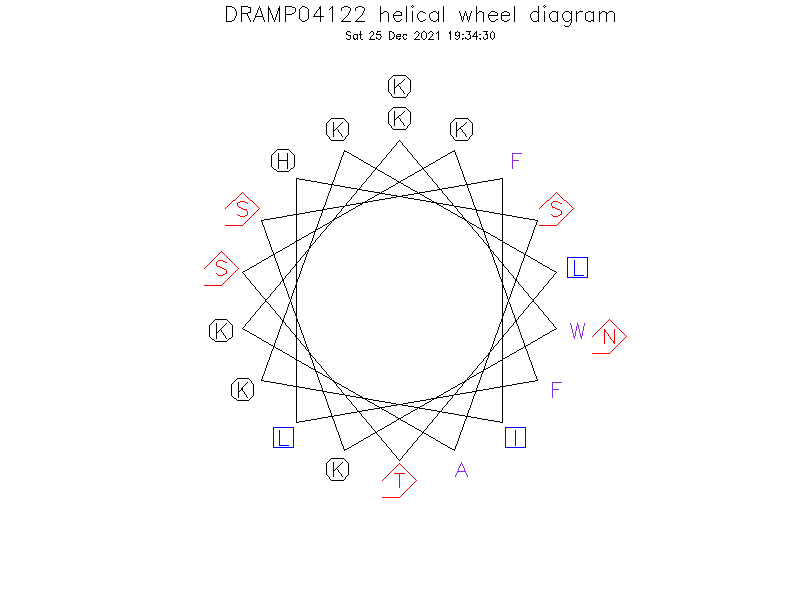 DRAMP04122 helical wheel diagram
Sat 25 Dec 2021 19:34:30
K
K
K K
H F
S S
S L
K W N
K F
L I
K A
T